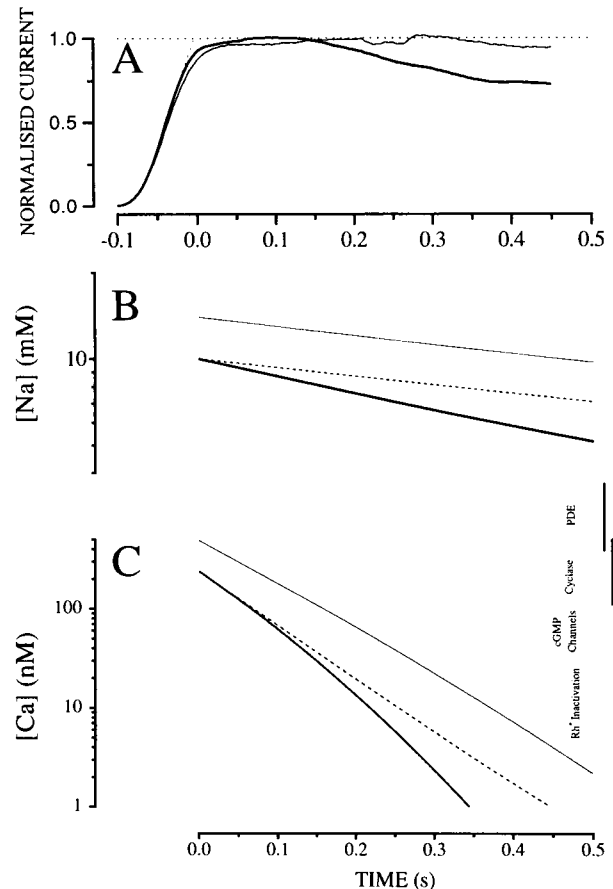 A
NORMALISED CURRENT
1.0
0.5
0.0
-0.1 0.0 0.1 0.2 0.3 0.4 0.5
B
[Na] (mM)
10
C
[Ca] (nM)
100
10
1
PDE
Cyclase
cGMP
Channels
Rh* Inactivation
0.0 0.1 0.2 0.3 0.4 0.5
TIME (s)